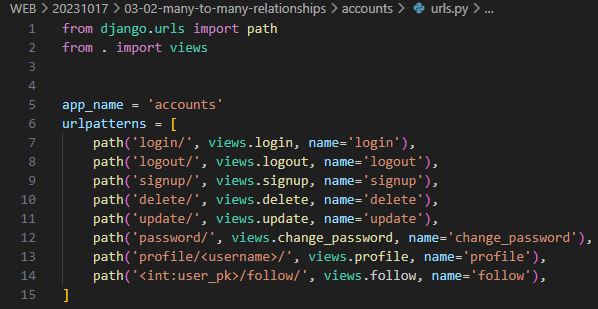 WEB > 20231017 > 03-02-many-to-many-relationships > accounts > urls.py > ...
1 from django.urls import path
2 from . import views
3
4
5 app_name = 'accounts'
6 urlpatterns = [
7     path('login/', views.login, name='login'),
8     path('logout/', views.logout, name='logout'),
9     path('signup/', views.signup, name='signup'),
10     path('delete/', views.delete, name='delete'),
11     path('update/', views.update, name='update'),
12     path('password/', views.change_password, name='change_password'),
13     path('profile/<username>/', views.profile, name='profile'),
14     path('<int:user_pk>/follow/', views.follow, name='follow'),
15 ]